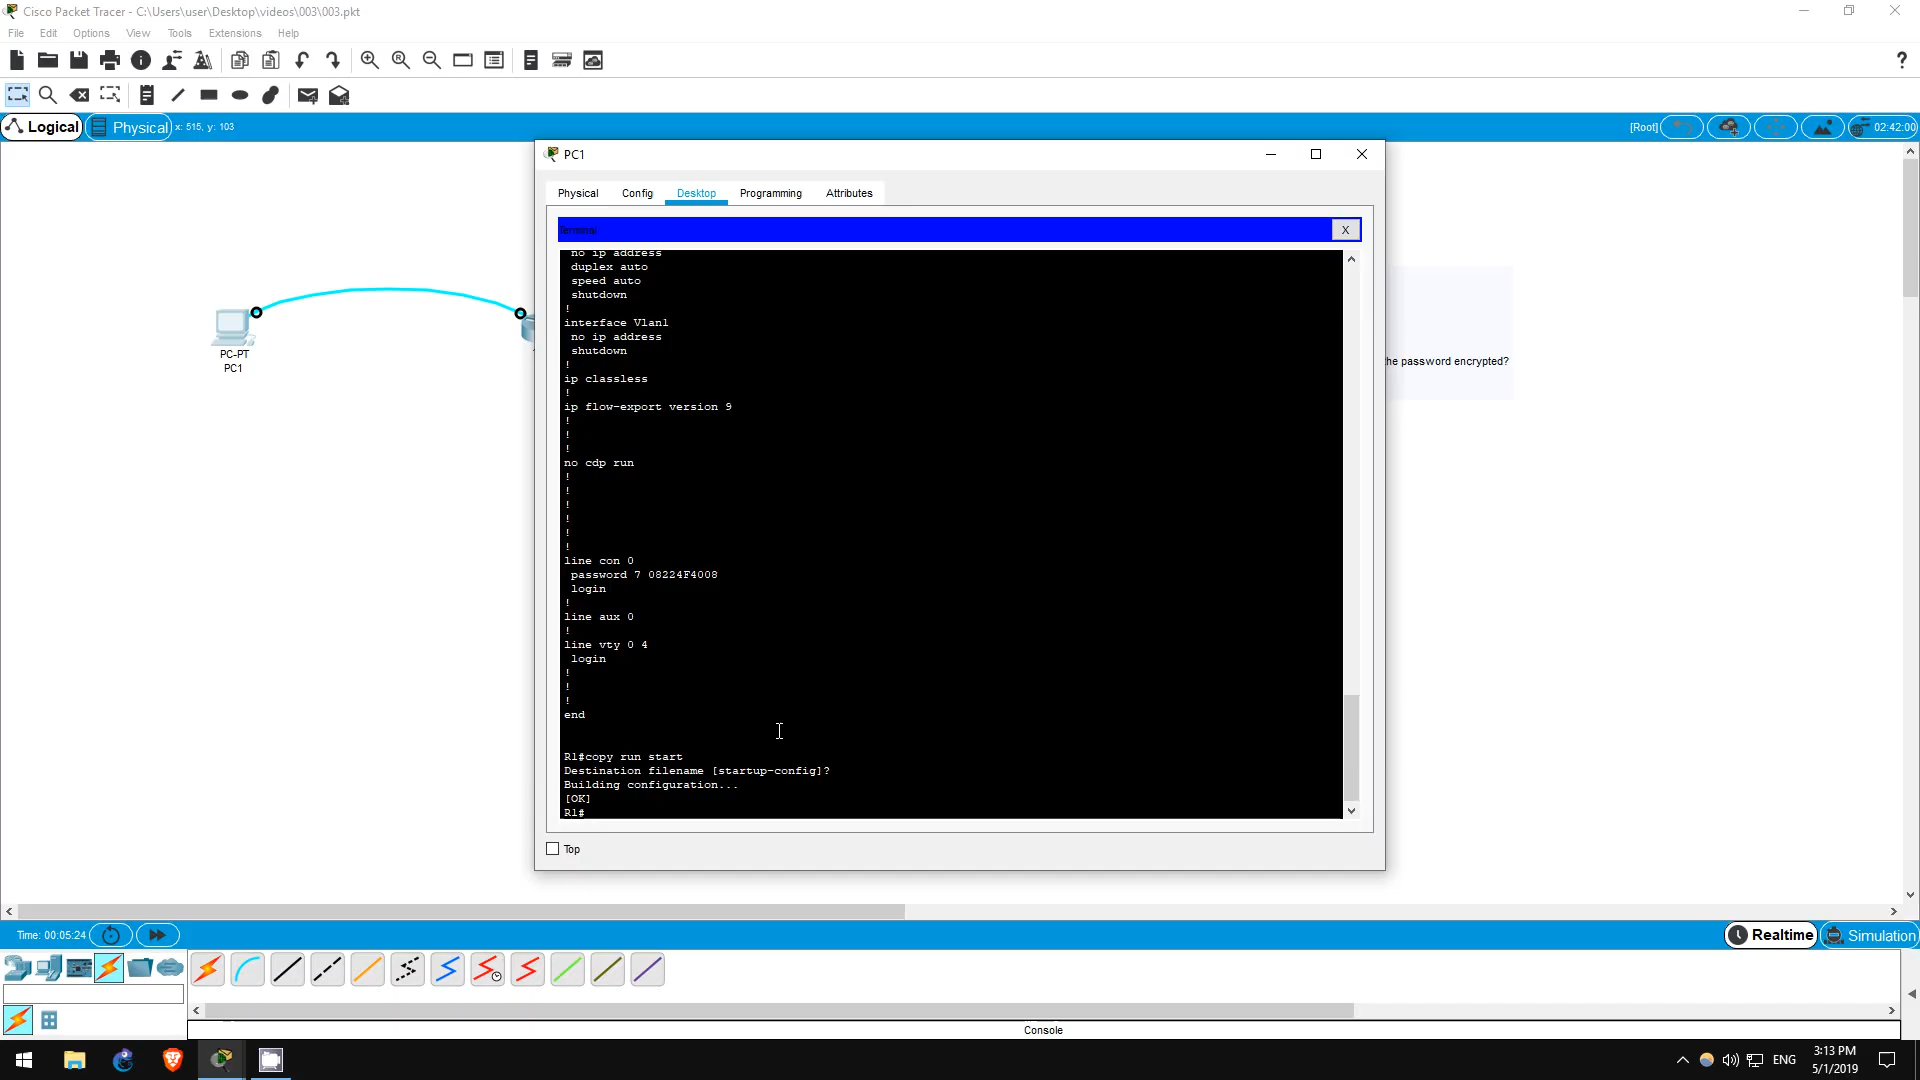 Cisco Packet Tracer - C:\Users\user\Desktop\videos\003\003.pkt
File Edit Options View Tools Extensions Help
?
Logical Physical x: 515, y: 103
[Root] 02:42:00
PC1
Physical Config Desktop Programming Attributes
Terminal
X
no ip address
duplex auto
speed auto
shutdown
!
interface Vlan1
no ip address
shutdown
!
ip classless
!
ip flow-export version 9
!
!
!
no cdp run
!
!
!
!
!
!
line con 0
password 7 08224F4008
login
!
line aux 0
!
line vty 0 4
login
!
!
!
end
R1#copy run start
Destination filename [startup-config]?
Building configuration...
[OK]
R1#
Top
PC-PT
PC1
he password encrypted?
Time: 00:05:24
Realtime Simulation
Console
ENG
3:13 PM
5/1/2019